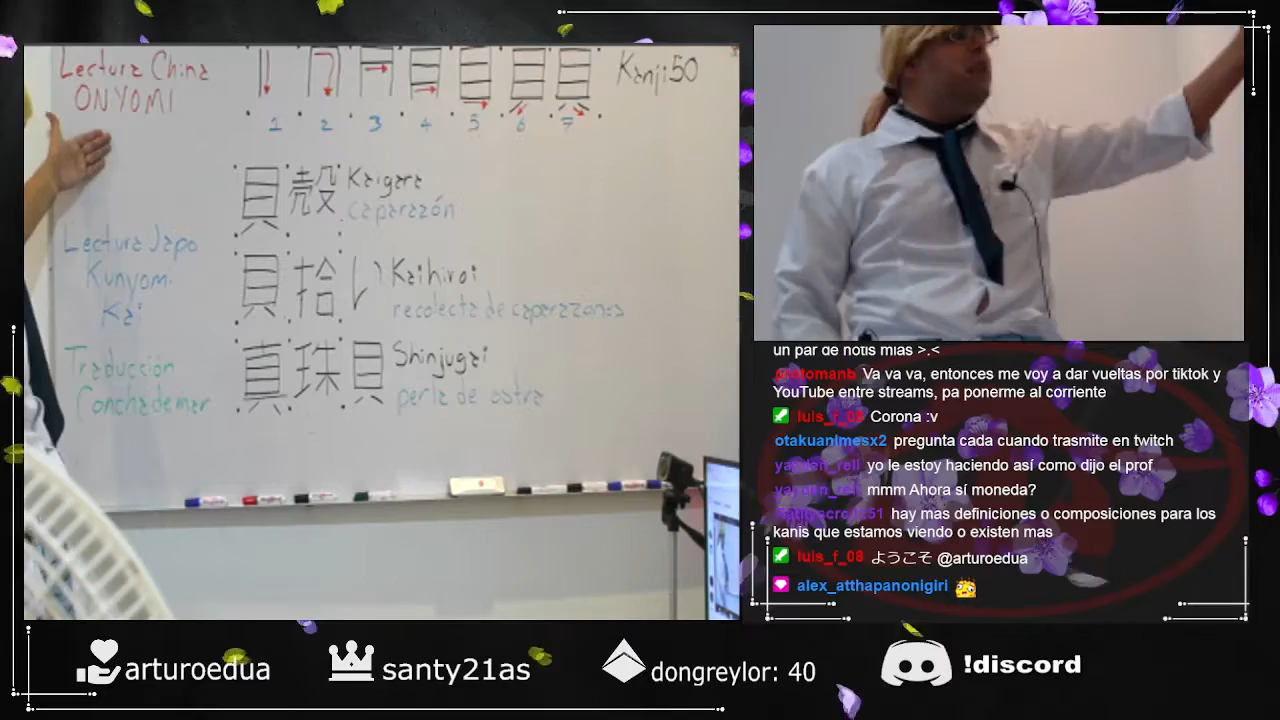 Lectura China
ONYOMI
1 2 3 4 5 6 7
Kanji 50
貝殻 Kaigara
caparazón
Lectura Japo
Kunyomi
Kai
貝拾い Kaihiroi
recolecta de caparazones
Traducción
Concha de mar
真珠貝 Shinjugai
perla de ostra
un par de notis mias >.<
protomanb Va va va, entonces me voy a dar vueltas por tiktok y
YouTube entre streams, pa ponerme al corriente
luis_f_08 Corona :v
otakuanimesx2 pregunta cada cuando trasmite en twitch
yo le estoy haciendo así como dijo el prof
mmm Ahora sí moneda?
hay mas definiciones o composiciones para los
kanis que estamos viendo o existen mas
luis_f_08 ようこそ @arturoedua
alex_atthapanonigiri
arturoedua
santy21as
dongreylor: 40
!discord